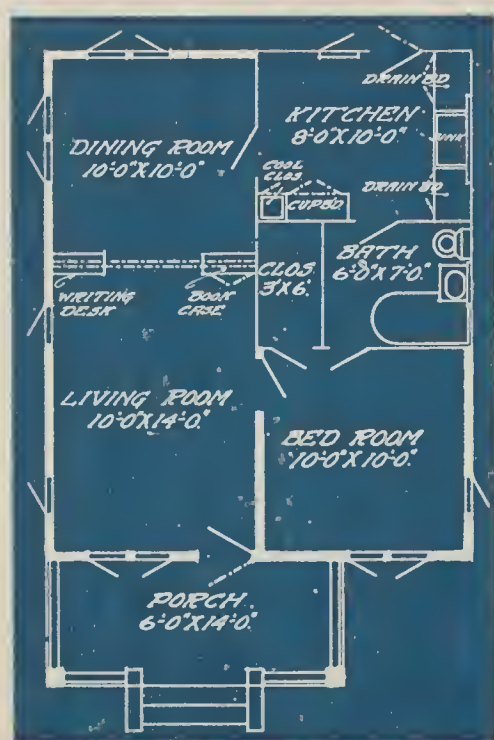 DRAIN BD
KITCHEN
8'-0"X10'-0"
DINING ROOM
10'-0"X10'-0"
SINK
COOL
CLOS.
DRAIN BD
CUPBD.
BATH
6'-0"X7'-0"
CLOS.
3'X6'
WRITING
DESK
BOOK
CASE
LIVING ROOM
10'-0"X14'-0"
BED ROOM
10'-0"X10'-0"
PORCH
6'-0"X14'-0"